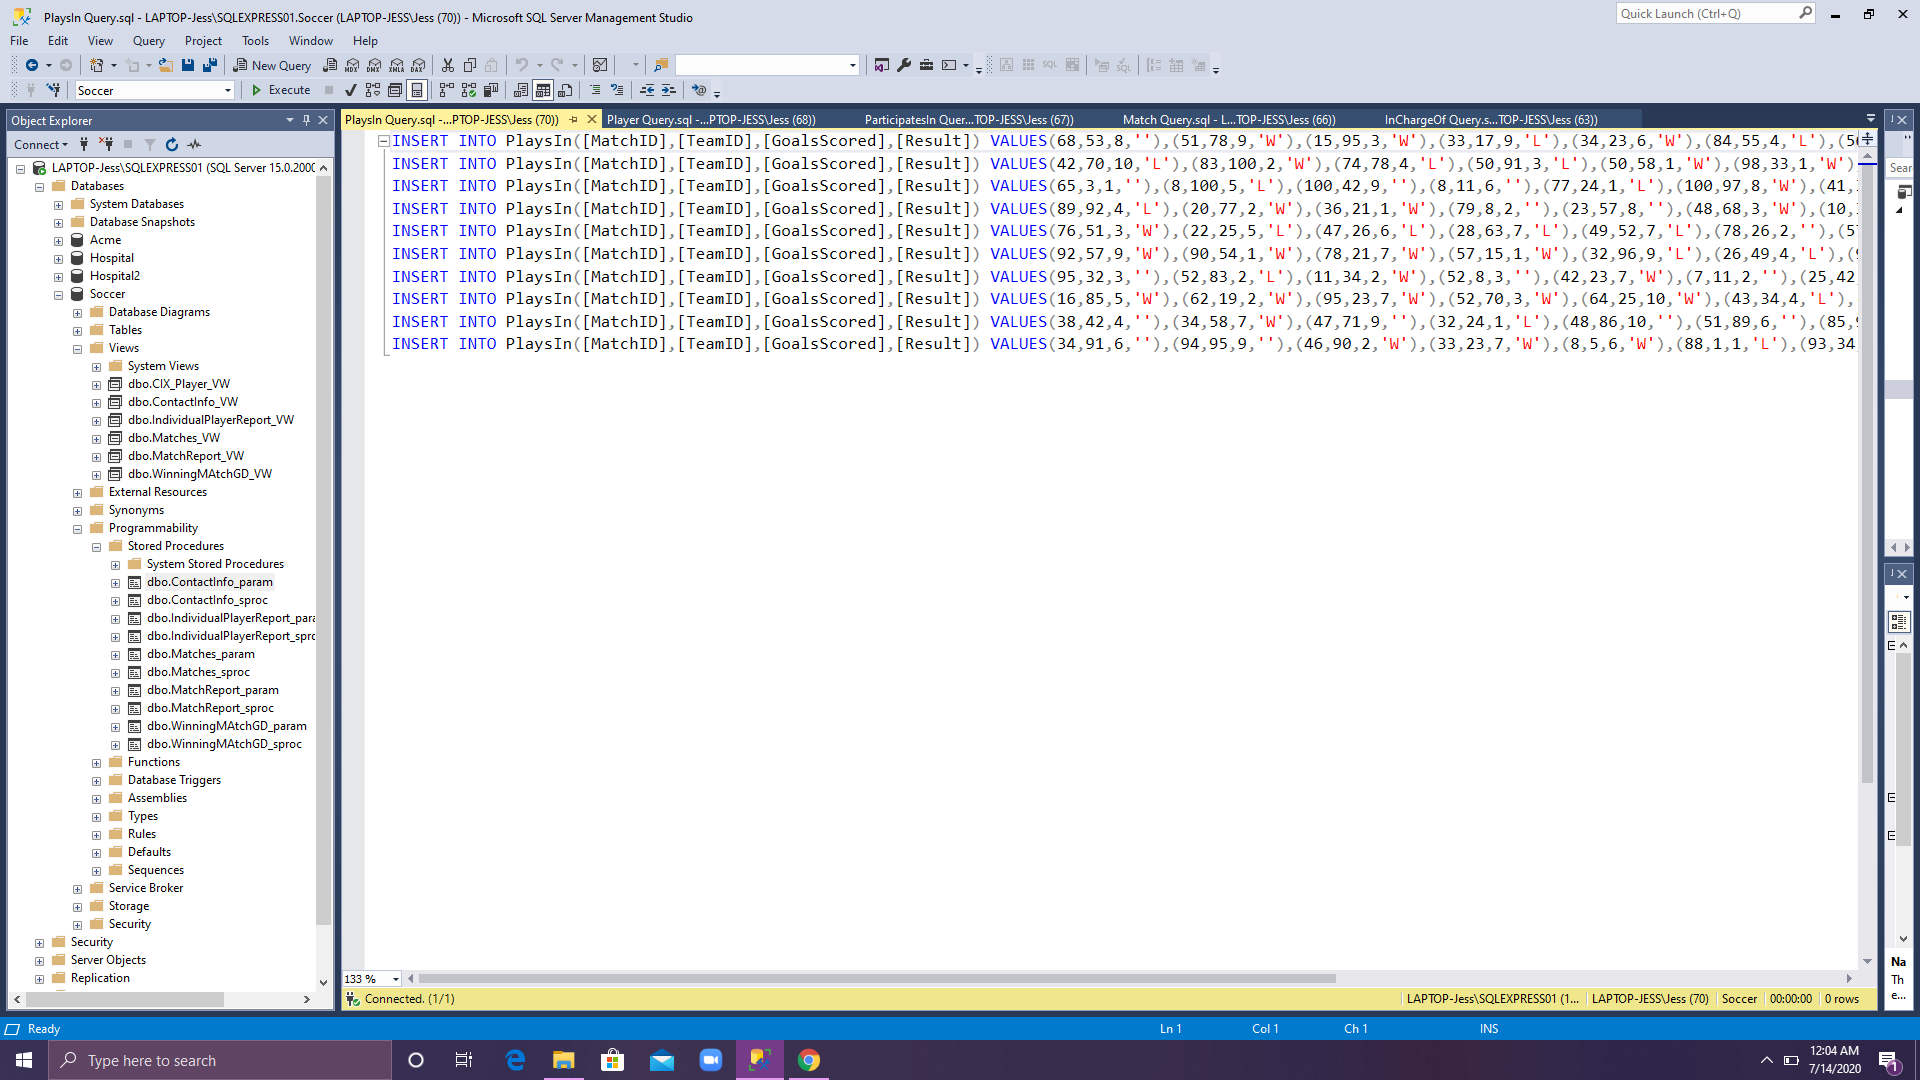 PlaysIn Query.sql - LAPTOP-Jess\SQLEXPRESS01.Soccer (LAPTOP-JESS\Jess (70)) - Microsoft SQL Server Management Studio
Quick Launch (Ctrl+Q)
File Edit View Query Project Tools Window Help
New Query MDX DMX XMLA DAX SQL
Soccer Execute
Object Explorer
PlaysIn Query.sql -...PTOP-JESS\Jess (70)) Player Query.sql -...PTOP-JESS\Jess (68)) ParticipatesIn Quer...TOP-JESS\Jess (67)) Match Query.sql - L...TOP-JESS\Jess (66)) InChargeOf Query.s...TOP-JESS\Jess (63))
Connect
LAPTOP-Jess\SQLEXPRESS01 (SQL Server 15.0.2000
Databases
System Databases
Database Snapshots
Acme
Hospital
Hospital2
Soccer
Database Diagrams
Tables
Views
System Views
dbo.CIX_Player_VW
dbo.ContactInfo_VW
dbo.IndividualPlayerReport_VW
dbo.Matches_VW
dbo.MatchReport_VW
dbo.WinningMAtchGD_VW
External Resources
Synonyms
Programmability
Stored Procedures
System Stored Procedures
dbo.ContactInfo_param
dbo.ContactInfo_sproc
dbo.IndividualPlayerReport_para
dbo.IndividualPlayerReport_spro
dbo.Matches_param
dbo.Matches_sproc
dbo.MatchReport_param
dbo.MatchReport_sproc
dbo.WinningMAtchGD_param
dbo.WinningMAtchGD_sproc
Functions
Database Triggers
Assemblies
Types
Rules
Defaults
Sequences
Service Broker
Storage
Security
Security
Server Objects
Replication
INSERT INTO PlaysIn([MatchID],[TeamID],[GoalsScored],[Result]) VALUES(68,53,8,''),(51,78,9,'W'),(15,95,3,'W'),(33,17,9,'L'),(34,23,6,'W'),(84,55,4,'L'),(50
INSERT INTO PlaysIn([MatchID],[TeamID],[GoalsScored],[Result]) VALUES(42,70,10,'L'),(83,100,2,'W'),(74,78,4,'L'),(50,91,3,'L'),(50,58,1,'W'),(98,33,1,'W')
INSERT INTO PlaysIn([MatchID],[TeamID],[GoalsScored],[Result]) VALUES(65,3,1,''),(8,100,5,'L'),(100,42,9,''),(8,11,6,''),(77,24,1,'L'),(100,97,8,'W'),(41,
INSERT INTO PlaysIn([MatchID],[TeamID],[GoalsScored],[Result]) VALUES(89,92,4,'L'),(20,77,2,'W'),(36,21,1,'W'),(79,8,2,''),(23,57,8,''),(48,68,3,'W'),(10,
INSERT INTO PlaysIn([MatchID],[TeamID],[GoalsScored],[Result]) VALUES(76,51,3,'W'),(22,25,5,'L'),(47,26,6,'L'),(28,63,7,'L'),(49,52,7,'L'),(78,26,2,''),(57
INSERT INTO PlaysIn([MatchID],[TeamID],[GoalsScored],[Result]) VALUES(92,57,9,'W'),(90,54,1,'W'),(78,21,7,'W'),(57,15,1,'W'),(32,96,9,'L'),(26,49,4,'L'),(
INSERT INTO PlaysIn([MatchID],[TeamID],[GoalsScored],[Result]) VALUES(95,32,3,''),(52,83,2,'L'),(11,34,2,'W'),(52,8,3,''),(42,23,7,'W'),(7,11,2,''),(25,42
INSERT INTO PlaysIn([MatchID],[TeamID],[GoalsScored],[Result]) VALUES(16,85,5,'W'),(62,19,2,'W'),(95,23,7,'W'),(52,70,3,'W'),(64,25,10,'W'),(43,34,4,'L'),
INSERT INTO PlaysIn([MatchID],[TeamID],[GoalsScored],[Result]) VALUES(38,42,4,''),(34,58,7,'W'),(47,71,9,''),(32,24,1,'L'),(48,86,10,''),(51,89,6,''),(85,9
INSERT INTO PlaysIn([MatchID],[TeamID],[GoalsScored],[Result]) VALUES(34,91,6,''),(94,95,9,''),(46,90,2,'W'),(33,23,7,'W'),(8,5,6,'W'),(88,1,1,'L'),(93,34,
Sear
Na
Th
e...
133 %
Connected. (1/1) LAPTOP-Jess\SQLEXPRESS01 (1... LAPTOP-JESS\Jess (70) Soccer 00:00:00 0 rows
Ready Ln 1 Col 1 Ch 1 INS
Type here to search
12:04 AM
7/14/2020
1